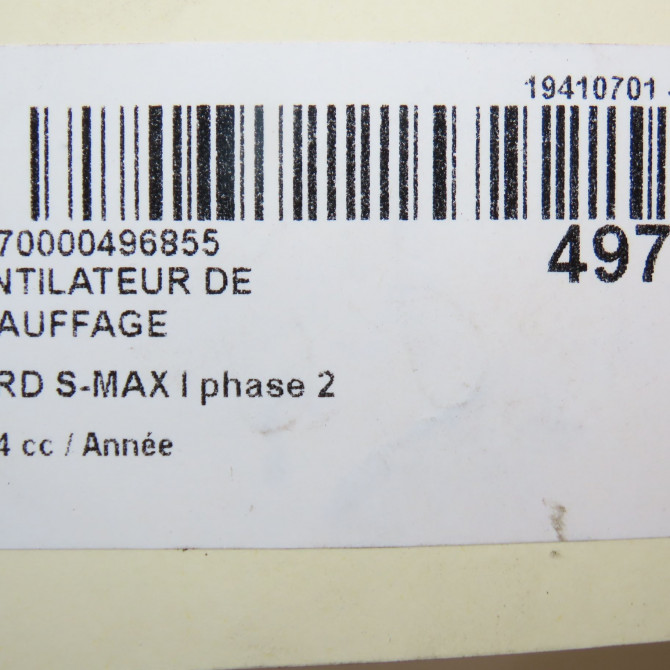 19410701
70000496855
497
NTILATEUR DE
AUFFAGE
RD S-MAX I phase 2
4 cc / Année